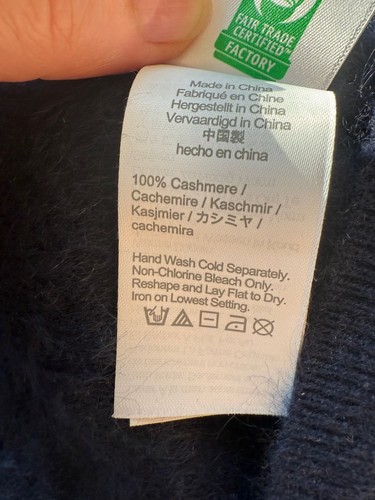 FAIR TRADE
CERTIFIED™
FACTORY
Made in China
Fabriqué en Chine
Hergestellt in China
Vervaardigd in China
中国製
hecho en china
100% Cashmere /
Cachemire / Kaschmir /
Kasjmier / カシミヤ /
cachemira
Hand Wash Cold Separately.
Non-Chlorine Bleach Only.
Reshape and Lay Flat to Dry.
Iron on Lowest Setting.